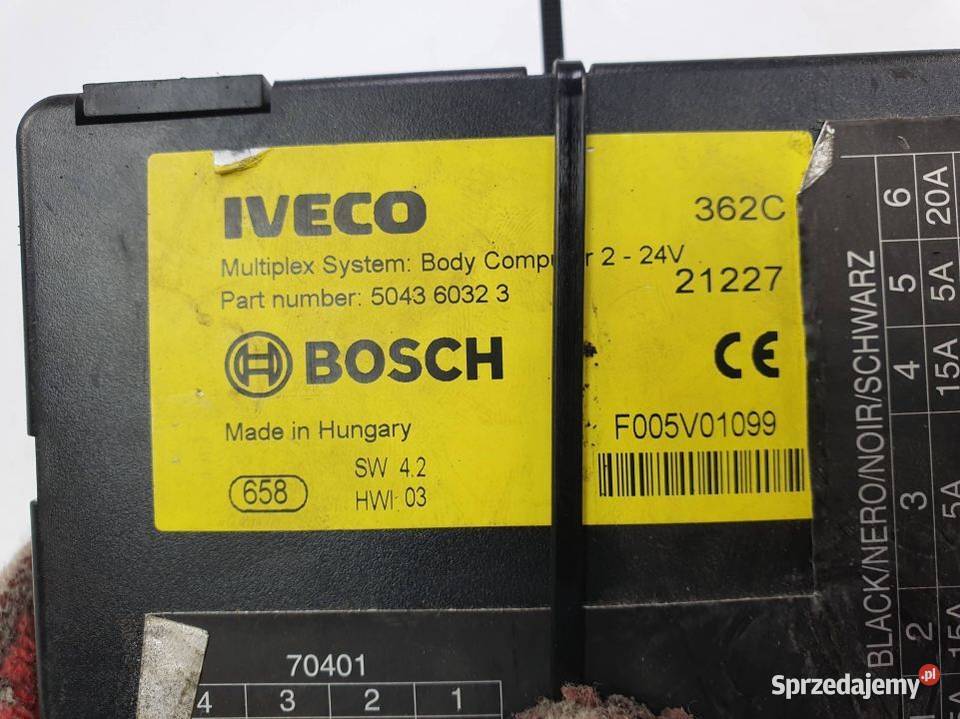 IVECO
362C
Multiplex System: Body Comp r 2 - 24V
21227
Part number: 5043 6032 3
BOSCH
CE
F005V01099
Made in Hungary
SW 4.2
658
HWI 03
70401
4 3 2 1
BLACK/NERO/NOIR/SCHWARZ
2 3 4 5 6
15A 5A 15A 5A 20A
Sprzedajemy.pl